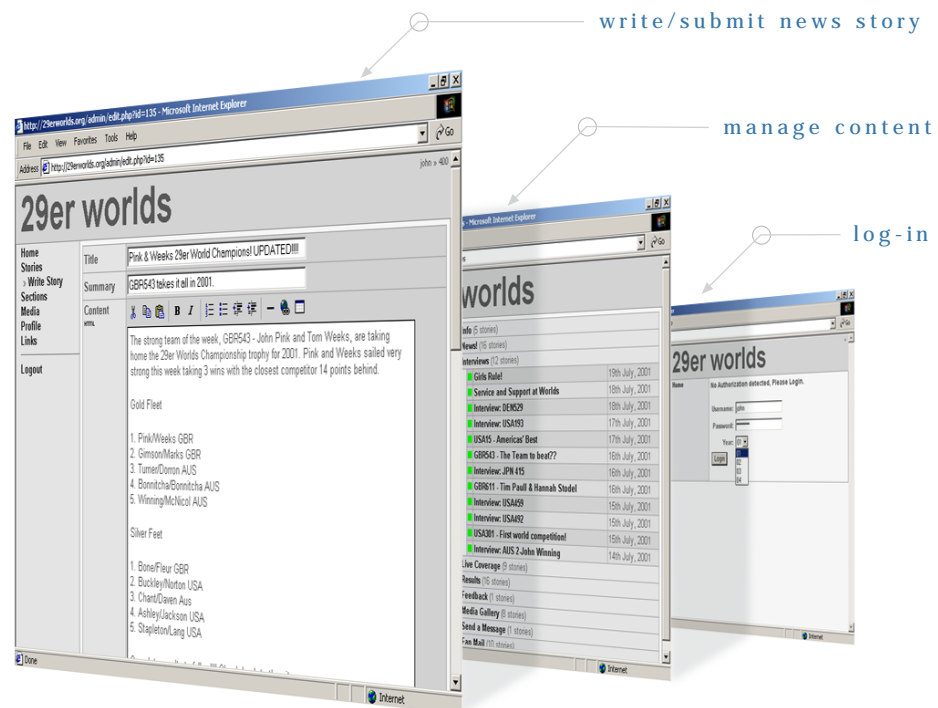 write/submit news story
manage content
log-in
http://29erworlds.org/admin/edit.php?id=135 - Microsoft Internet Explorer
File Edit View Favorites Tools Help
Go
Address http://29erworlds.org/admin/edit.php?id=135
john » 400
29er worlds
Home
Stories
› Write Story
Sections
Media
Profile
Links
Logout
Title Pink & Weeks 29er World Champions! UPDATED!!!!
Summary GBR543 takes it all in 2001.
Content
HTML
B I
The strong team of the week, GBR543 - John Pink and Tom Weeks, are taking
home the 29er Worlds Championship trophy for 2001. Pink and Weeks sailed very
strong this week taking 3 wins with the closest competitor 14 points behind.
Gold Fleet
1. Pink/Weeks GBR
2. Gimson/Marks GBR
3. Turner/Dorron AUS
4. Bonnitcha/Bonnitcha AUS
5. Winning/McNicol AUS
Silver Feet
1. Bone/Fleur GBR
2. Buckley/Norton USA
3. Chant/Daven Aus
4. Ashley/Jackson USA
5. Stapleton/Lang USA
Done
Internet
- Microsoft Internet Explorer
Go
worlds
Info (5 stories)
News! (16 stories)
Interviews (12 stories)
Girls Rule! 19th July, 2001
Service and Support at Worlds 18th July, 2001
Interview: DEN529 18th July, 2001
Interview: USA193 17th July, 2001
USA15 - Americas' Best 17th July, 2001
GBR543 - The Team to beat?? 16th July, 2001
Interview: JPN 415 16th July, 2001
GBR611 - Tim Paull & Hannah Stodel 16th July, 2001
Interview: USA459 15th July, 2001
Interview: USA492 15th July, 2001
USA301 - First world competition! 15th July, 2001
Interview: AUS 2 John Winning 14th July, 2001
Live Coverage (9 stories)
Results (16 stories)
Feedback (1 stories)
Media Gallery (8 stories)
Send a Message (1 stories)
Fan Mail (10 stories)
Internet
Go
29er worlds
Home
No Authorization detected, Please Login.
Username: john
Password:
Year: 01
01
02
03
04
Login
Internet